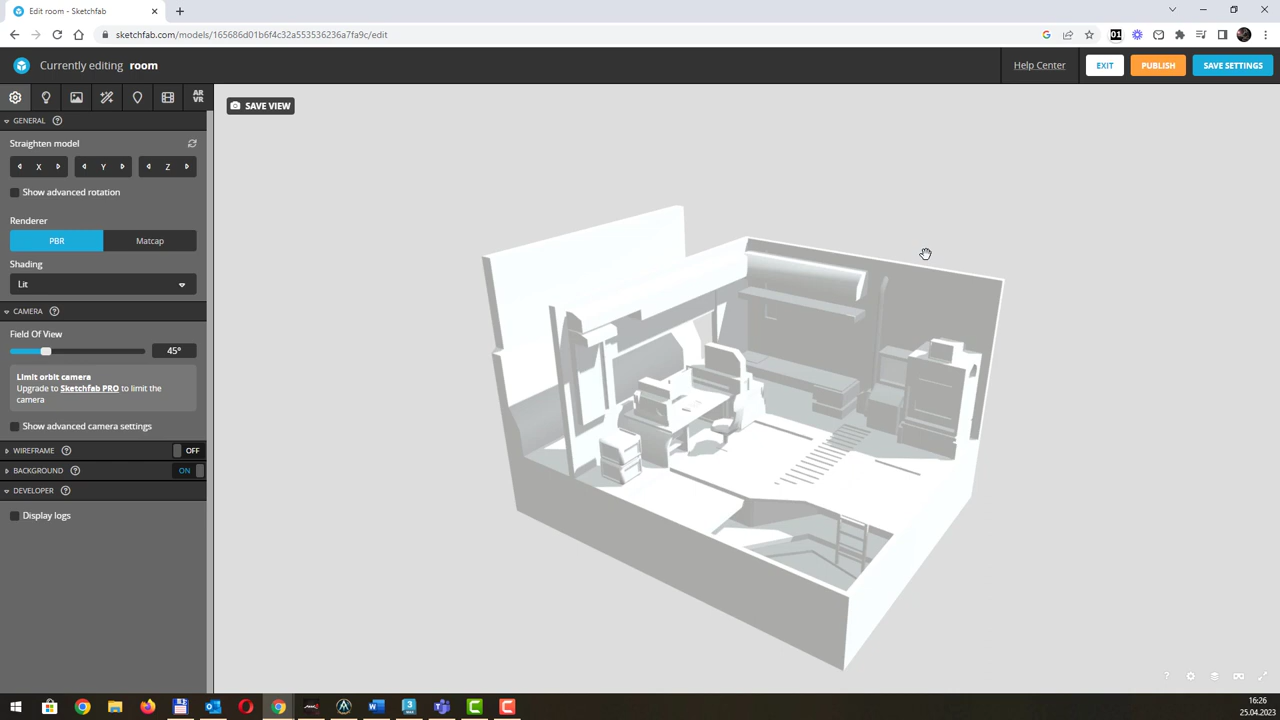 Edit room - Sketchfab
sketchfab.com/models/165686d01b6f4c32a553536236a7fa9c/edit
Currently editing room
Help Center
EXIT
PUBLISH
SAVE SETTINGS
AR
VR
SAVE VIEW
GENERAL ?
Straighten model
X Y Z
Show advanced rotation
Renderer
PBR Matcap
Shading
Lit
CAMERA ?
Field Of View
45°
Limit orbit camera
Upgrade to Sketchfab PRO to limit the
camera
Show advanced camera settings
WIREFRAME ? OFF
BACKGROUND ? ON
DEVELOPER ?
Display logs
?
16:26
25.04.2023